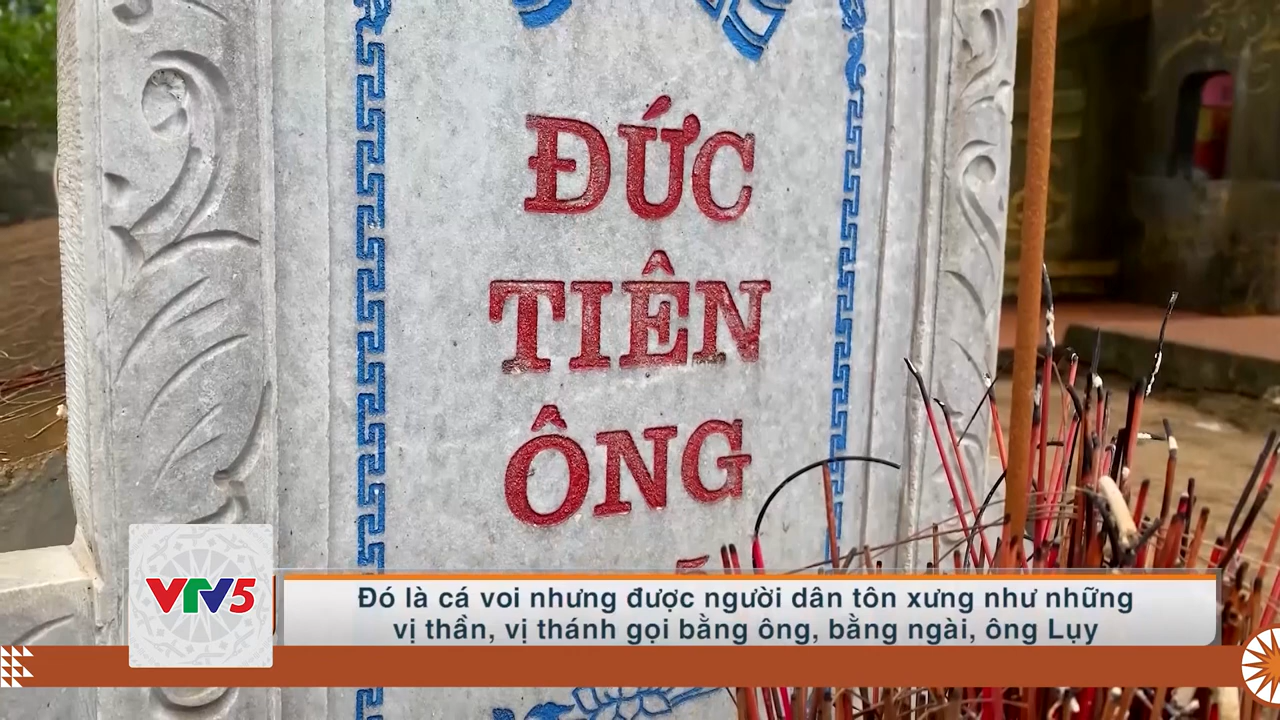 ĐỨC
TIÊN
ÔNG
VTV5
Đó là cá voi nhưng được người dân tôn xưng như những
vị thần, vị thánh gọi bằng ông, bằng ngài, ông Lụy